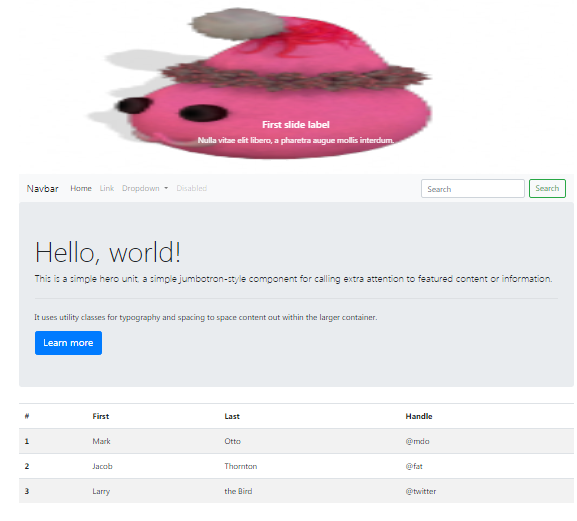 First slide label
Nulla vitae elit libero, a pharetra augue mollis interdum.
Navbar Home Link Dropdown Disabled Search Search
Hello, world!
This is a simple hero unit, a simple jumbotron-style component for calling extra attention to featured content or information.
It uses utility classes for typography and spacing to space content out within the larger container.
Learn more
# First Last Handle
1 Mark Otto @mdo
2 Jacob Thornton @fat
3 Larry the Bird @twitter